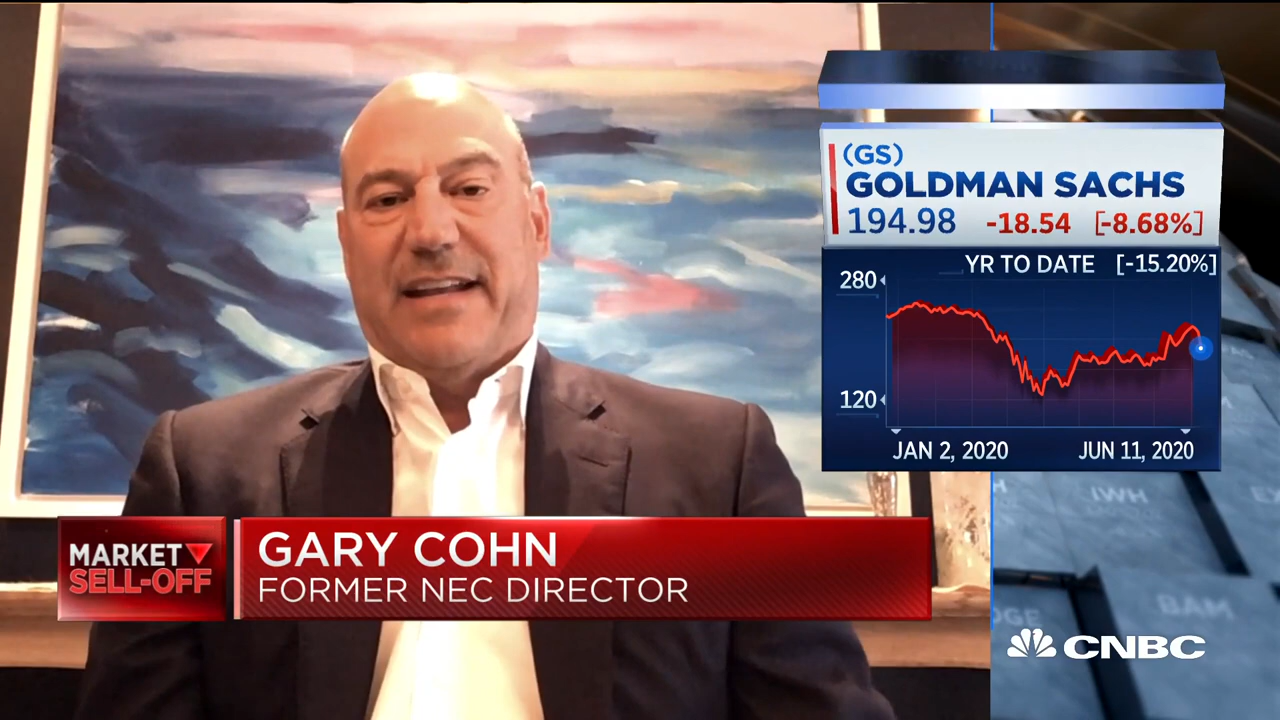 (GS)
GOLDMAN SACHS
194.98 -18.54 [-8.68%]
YR TO DATE [-15.20%]
280
120
JAN 2, 2020 JUN 11, 2020
MARKET
SELL-OFF
GARY COHN
FORMER NEC DIRECTOR
IWH
BAM
CNBC